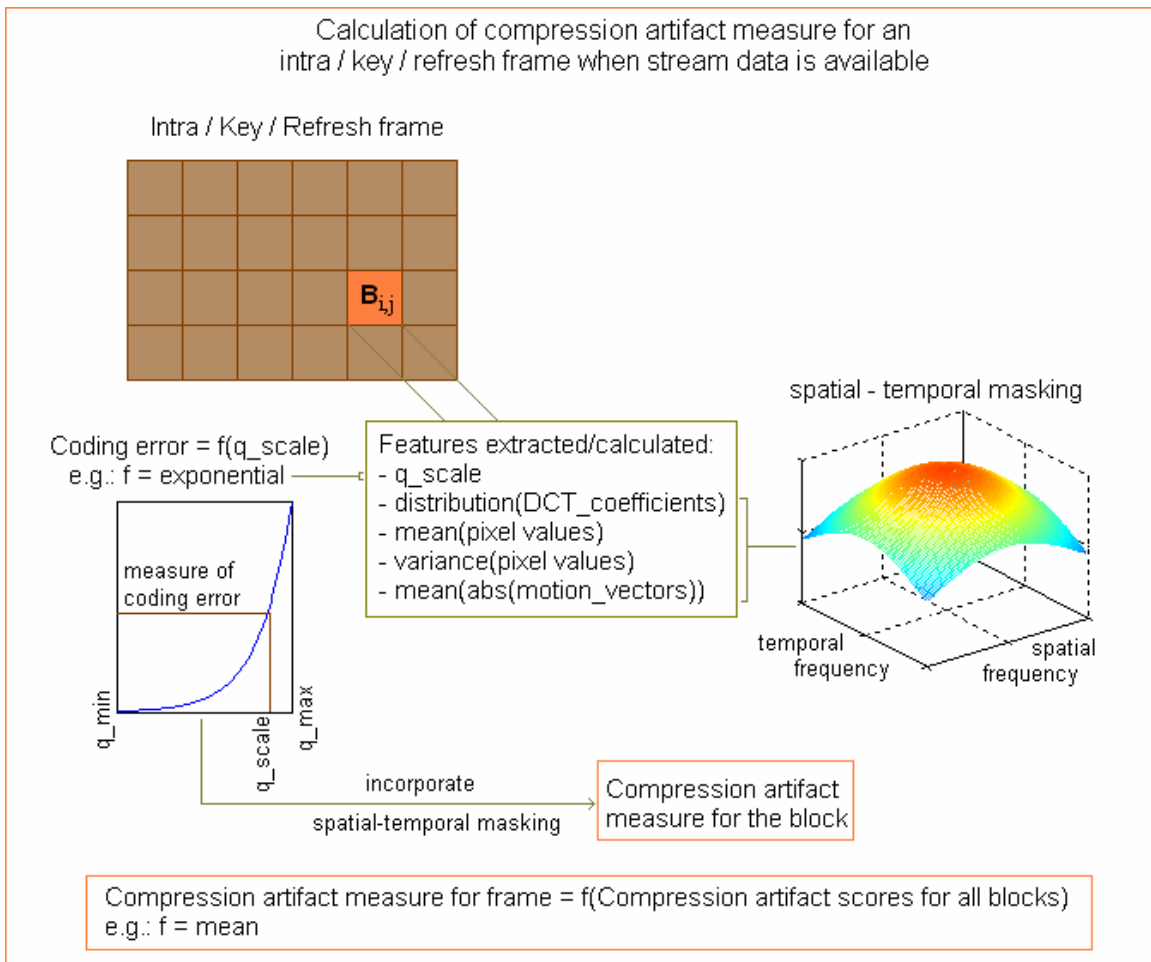 Calculation of compression artifact measure for an
intra / key / refresh frame when stream data is available
Intra / Key / Refresh frame
B i,j
spatial - temporal masking
Coding error = f(q_scale)
e.g.: f = exponential
Features extracted/calculated:
- q_scale
- distribution(DCT_coefficients)
- mean(pixel values)
- variance(pixel values)
- mean(abs(motion_vectors))
measure of
coding error
temporal
frequency
spatial
frequency
q_min
q_scale
q_max
incorporate
spatial-temporal masking
Compression artifact
measure for the block
Compression artifact measure for frame = f(Compression artifact scores for all blocks)
e.g.: f = mean